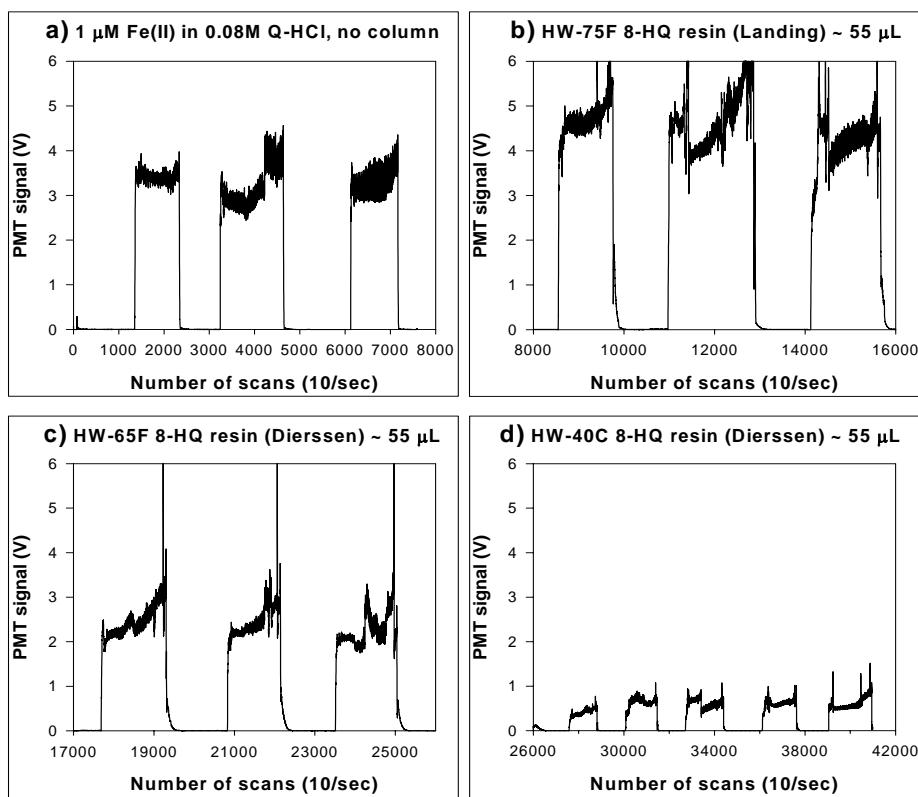 a) 1 µM Fe(II) in 0.08M Q-HCl, no column
PMT signal (V)
6
5
4
3
2
1
0
0 1000 2000 3000 4000 5000 6000 7000 8000
Number of scans (10/sec)
b) HW-75F 8-HQ resin (Landing) ~ 55 µL
PMT signal (V)
6
5
4
3
2
1
0
8000 10000 12000 14000 16000
Number of scans (10/sec)
c) HW-65F 8-HQ resin (Dierssen) ~ 55 µL
PMT signal (V)
6
5
4
3
2
1
0
17000 19000 21000 23000 25000
Number of scans (10/sec)
d) HW-40C 8-HQ resin (Dierssen) ~ 55 µL
PMT signal (V)
6
5
4
3
2
1
0
26000 30000 34000 38000 42000
Number of scans (10/sec)